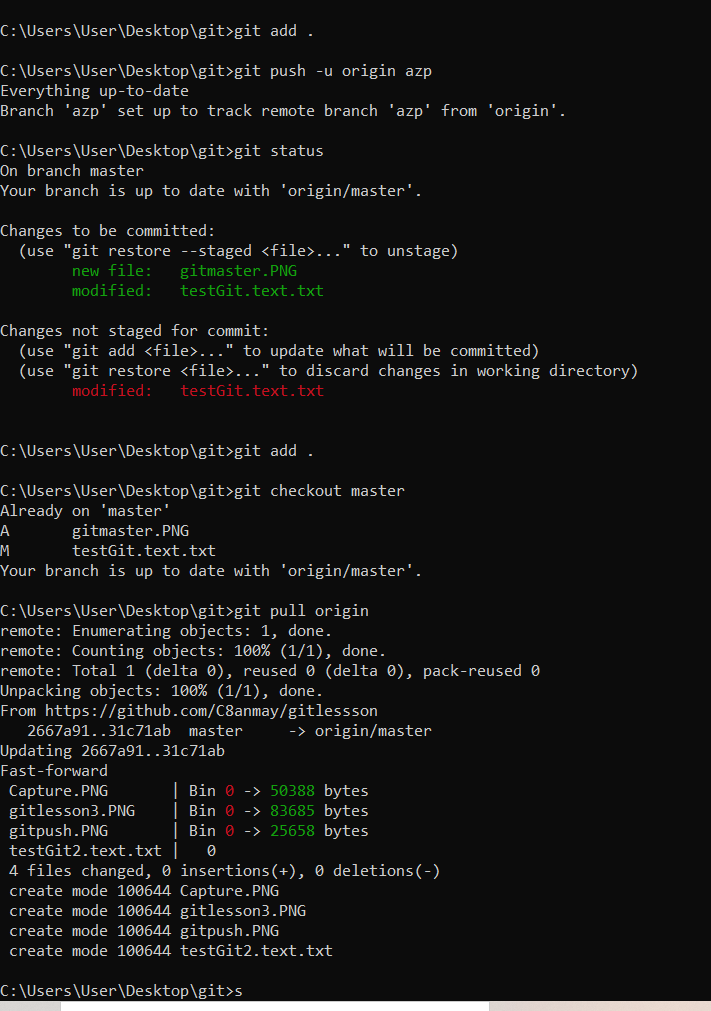 C:\Users\User\Desktop\git>git add .
C:\Users\User\Desktop\git>git push -u origin azp
Everything up-to-date
Branch 'azp' set up to track remote branch 'azp' from 'origin'.
C:\Users\User\Desktop\git>git status
On branch master
Your branch is up to date with 'origin/master'.
Changes to be committed:
  (use "git restore --staged <file>..." to unstage)
        new file:   gitmaster.PNG
        modified:   testGit.text.txt
Changes not staged for commit:
  (use "git add <file>..." to update what will be committed)
  (use "git restore <file>..." to discard changes in working directory)
        modified:   testGit.text.txt
C:\Users\User\Desktop\git>git add .
C:\Users\User\Desktop\git>git checkout master
Already on 'master'
A       gitmaster.PNG
M       testGit.text.txt
Your branch is up to date with 'origin/master'.
C:\Users\User\Desktop\git>git pull origin
remote: Enumerating objects: 1, done.
remote: Counting objects: 100% (1/1), done.
remote: Total 1 (delta 0), reused 0 (delta 0), pack-reused 0
Unpacking objects: 100% (1/1), done.
From https://github.com/C8anmay/gitlessson
   2667a91..31c71ab  master     -> origin/master
Updating 2667a91..31c71ab
Fast-forward
 Capture.PNG       | Bin 0 -> 50388 bytes
 gitlesson3.PNG    | Bin 0 -> 83685 bytes
 gitpush.PNG       | Bin 0 -> 25658 bytes
 testGit2.text.txt |   0
 4 files changed, 0 insertions(+), 0 deletions(-)
 create mode 100644 Capture.PNG
 create mode 100644 gitlesson3.PNG
 create mode 100644 gitpush.PNG
 create mode 100644 testGit2.text.txt
C:\Users\User\Desktop\git>s